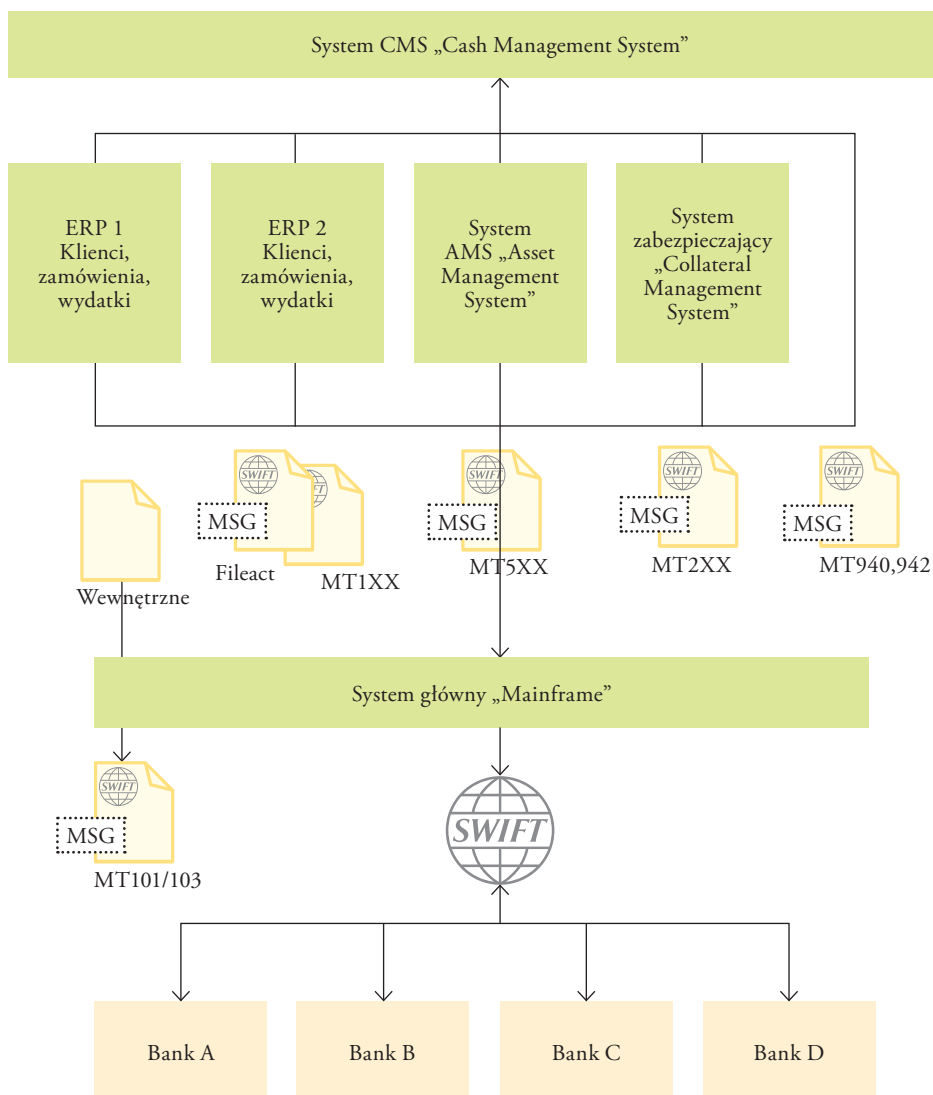 System CMS „Cash Management System”
ERP 1
Klienci,
zamówienia,
wydatki
ERP 2
Klienci,
zamówienia,
wydatki
System
AMS „Asset
Management
System”
System
zabezpieczający
„Collateral
Management
System”
Wewnętrzne
SWIFT
MSG
Fileact
SWIFT
MT1XX
SWIFT
MSG
MT5XX
SWIFT
MSG
MT2XX
SWIFT
MSG
MT940,942
System główny „Mainframe”
SWIFT
MSG
MT101/103
SWIFT
Bank A
Bank B
Bank C
Bank D